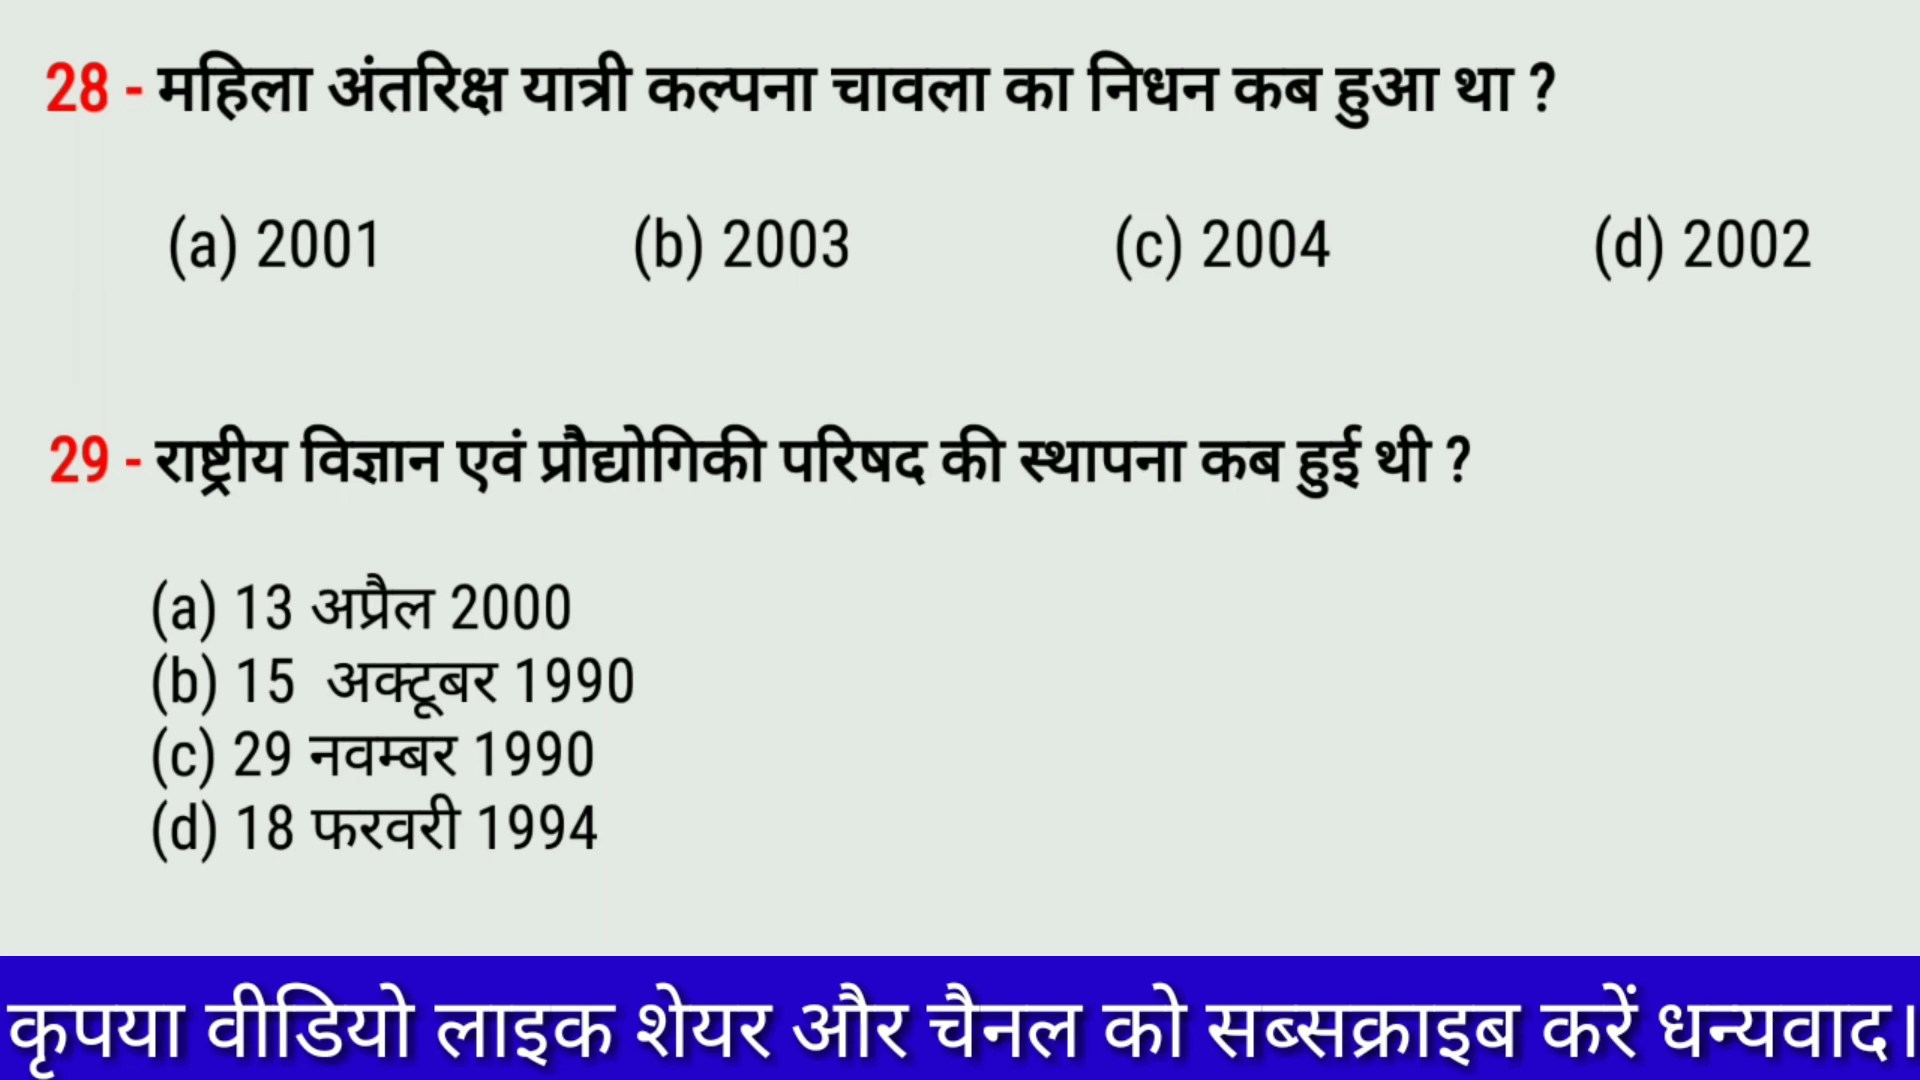 28 - महिला अंतरिक्ष यात्री कल्पना चावला का निधन कब हुआ था ?
(a) 2001 (b) 2003 (c) 2004 (d) 2002
29 - राष्ट्रीय विज्ञान एवं प्रौद्योगिकी परिषद की स्थापना कब हुई थी ?
(a) 13 अप्रैल 2000
(b) 15 अक्टूबर 1990
(c) 29 नवम्बर 1990
(d) 18 फरवरी 1994
कृपया वीडियो लाइक शेयर और चैनल को सब्सक्राइब करें धन्यवाद।